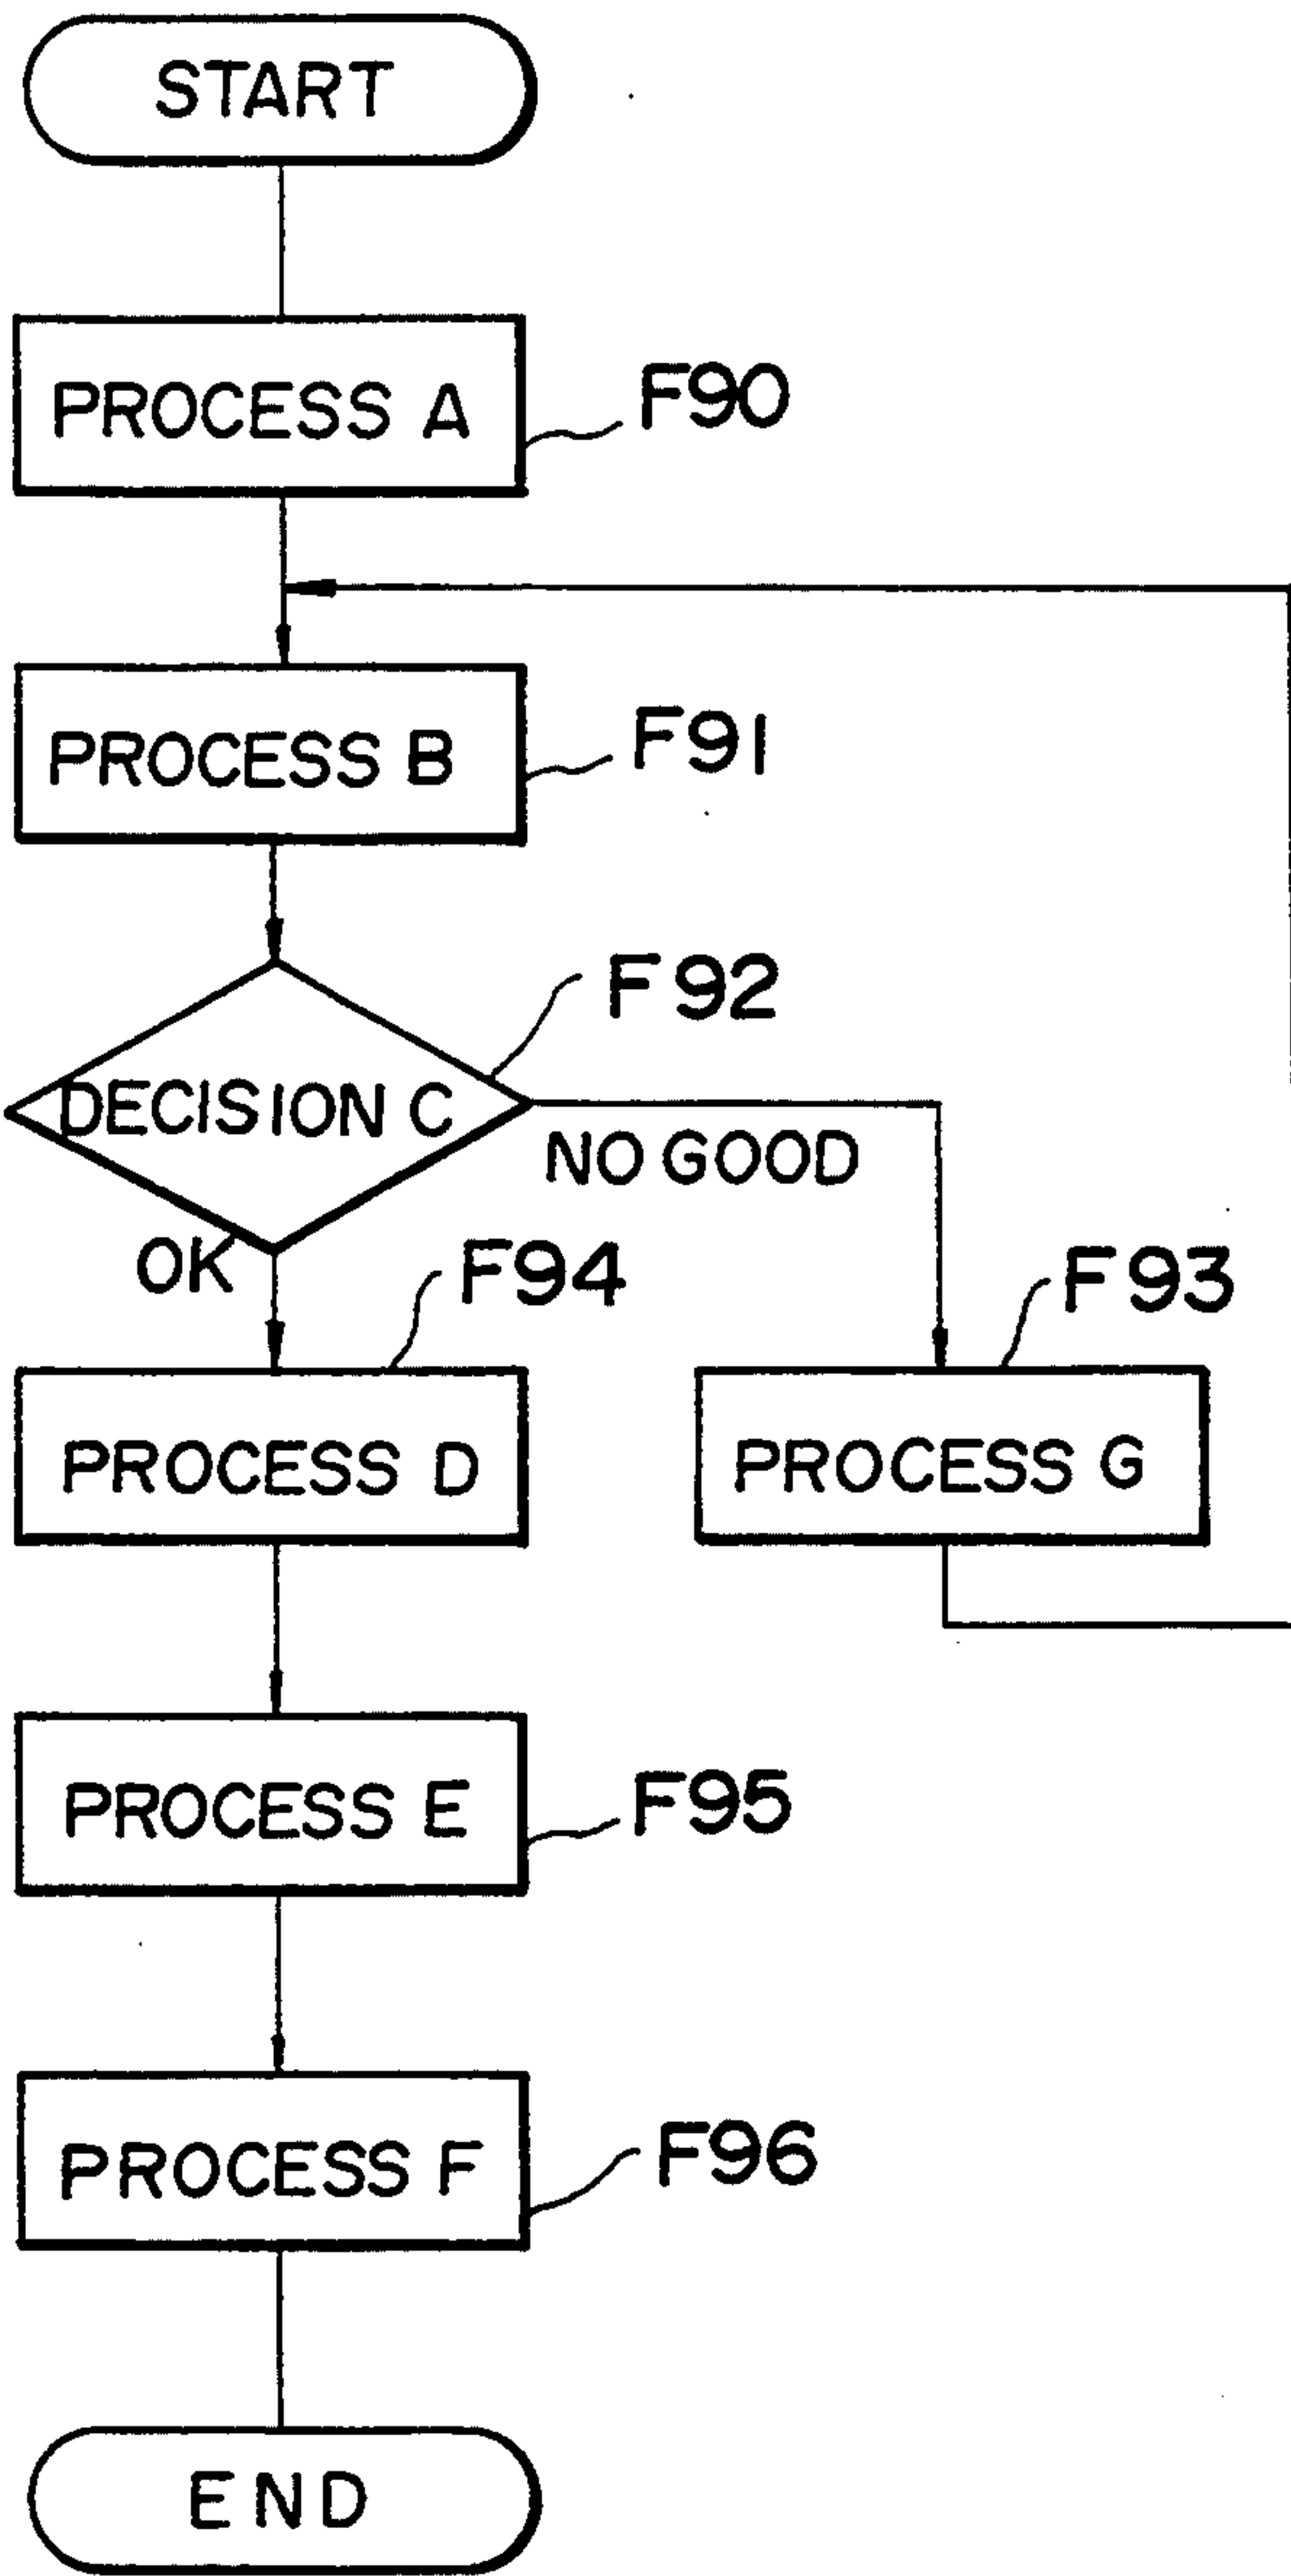 START
PROCESS A
F90
PROCESS B
F91
F92
DECISION C
NO GOOD
OK
F94
F93
PROCESS D
PROCESS G
PROCESS E
F95
PROCESS F
F96
END